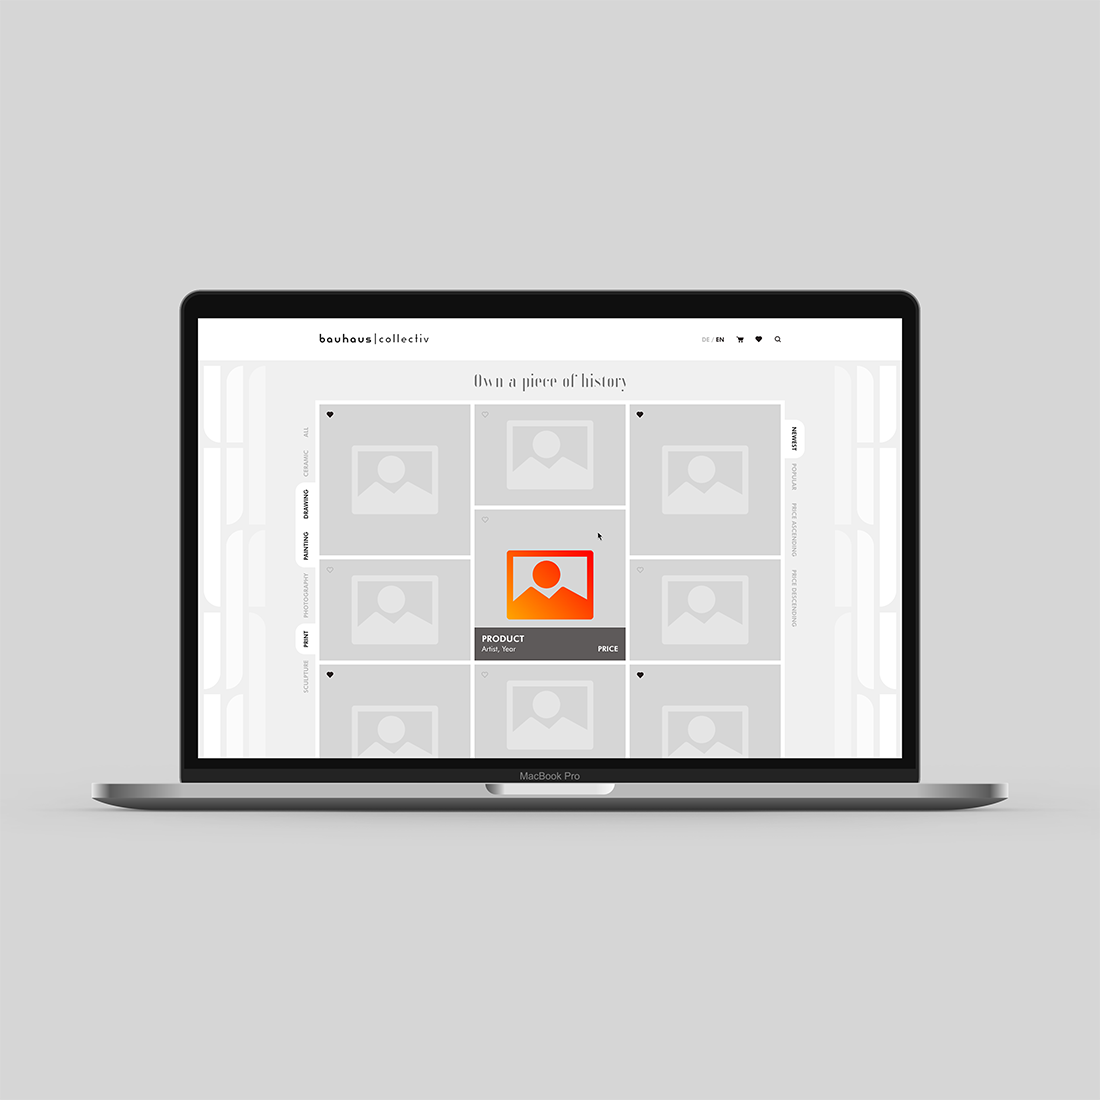 bauhaus|collectiv
DE / EN
Own a piece of history
ALL
CERAMIC
DRAWING
PAINTING
PHOTOGRAPHY
PRINT
SCULPTURE
PRODUCT
Artist, Year
PRICE
NEWEST
POPULAR
PRICE ASCENDING
PRICE DESCENDING
MacBook Pro